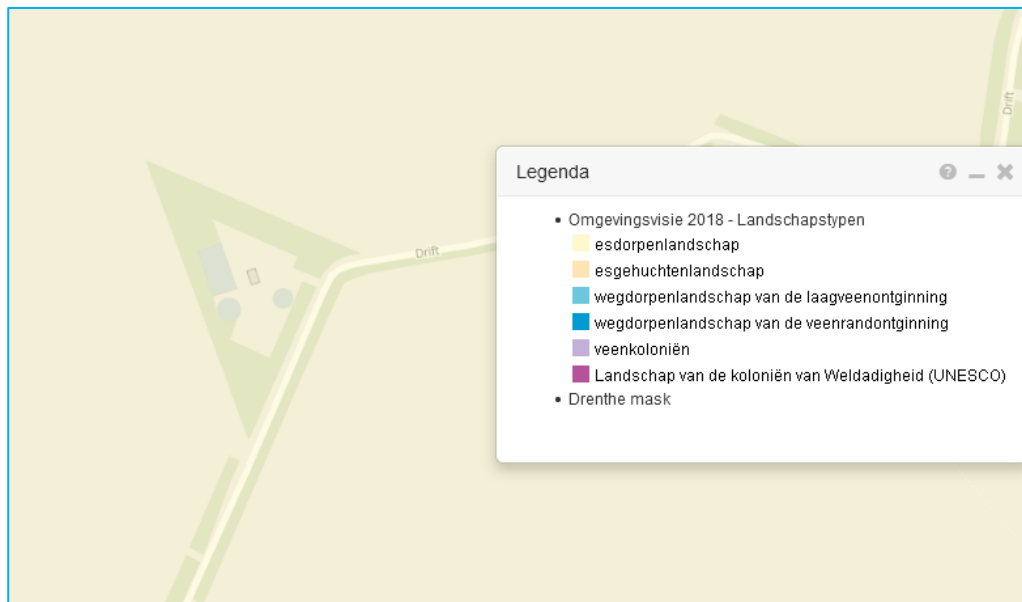 Drift
Legenda
• Omgevingsvisie 2018 - Landschapstypen
esdorpenlandschap
esgehuchtenlandschap
wegdorpenlandschap van de laagveenontginning
wegdorpenlandschap van de veenrandontginning
veenkoloniën
Landschap van de koloniën van Weldadigheid (UNESCO)
• Drenthe mask
Drift